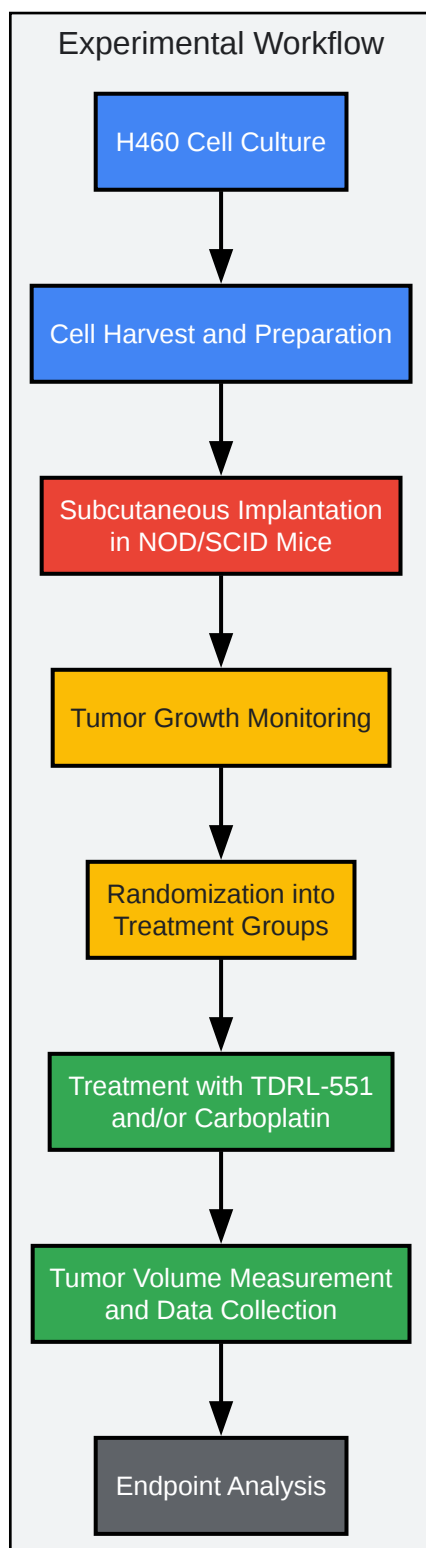 Experimental Workflow
H460 Cell Culture
Cell Harvest and Preparation
Subcutaneous Implantation
in NOD/SCID Mice
Tumor Growth Monitoring
Randomization into
Treatment Groups
Treatment with TDRL-551
and/or Carboplatin
Tumor Volume Measurement
and Data Collection
Endpoint Analysis